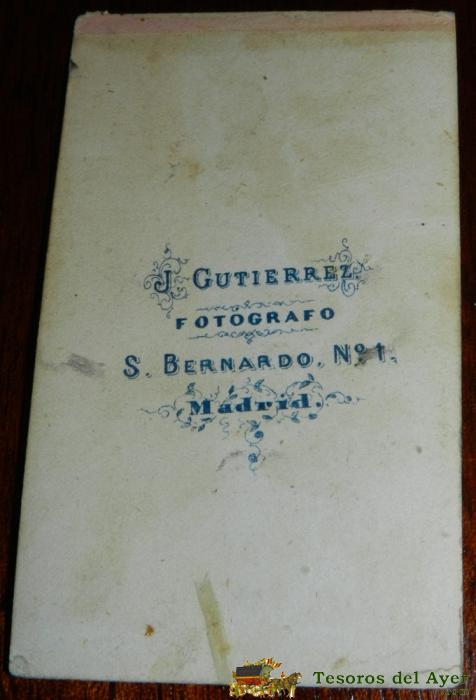 J. GUTIERREZ.
FOTOGRAFO
S. BERNARDO, Nº 1.
Madrid.
Tesoros del Ayer